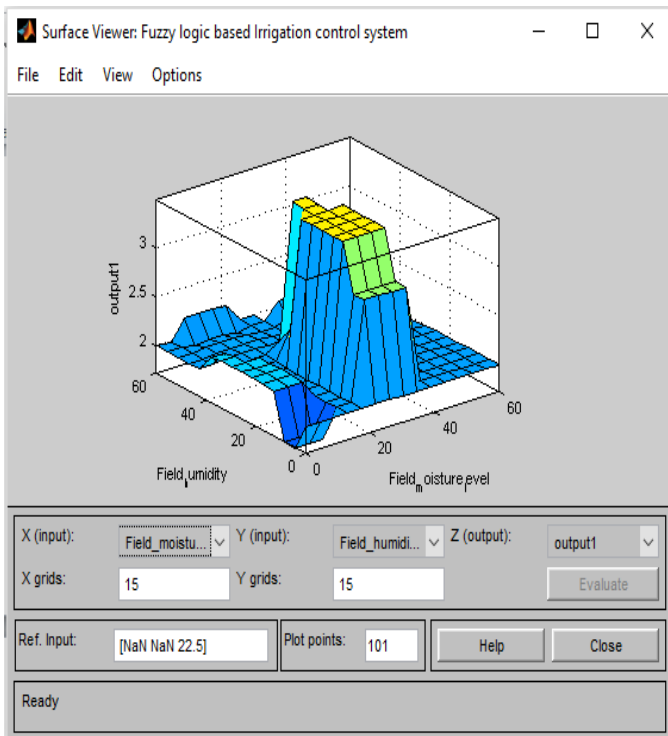 Surface Viewer: Fuzzy logic based Irrigation control system
File Edit View Options
3
2.5
2
output1
60
40
20
0
0
20
40
60
Field_humidity
Field_moisture_level
X (input): Field_moistu... Y (input): Field_humidi... Z (output): output1
X grids: 15 Y grids: 15 Evaluate
Ref. Input: [NaN NaN 22.5] Plot points: 101 Help Close
Ready